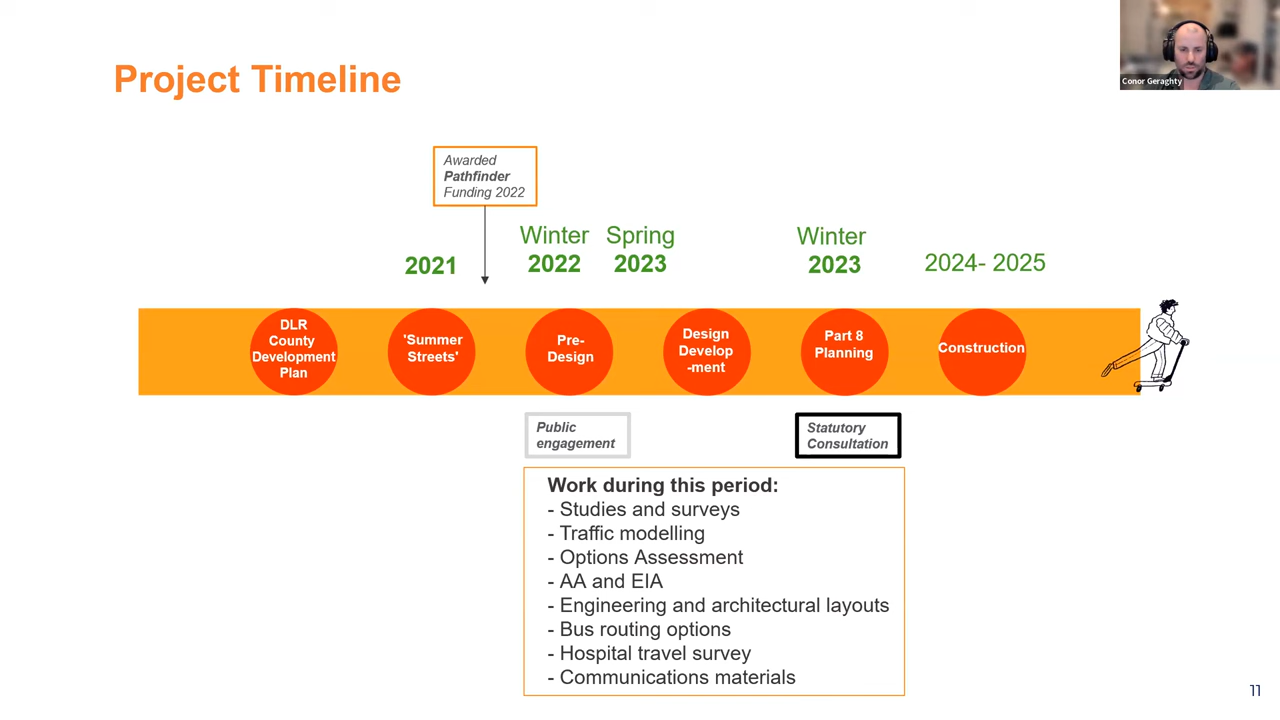 Project Timeline
Conor Geraghty
Awarded
Pathfinder
Funding 2022
2021
Winter
2022
Spring
2023
Winter
2023
2024- 2025
DLR
County
Development
Plan
'Summer
Streets'
Pre-
Design
Design
Develop
-ment
Part 8
Planning
Construction
Public
engagement
Statutory
Consultation
Work during this period:
- Studies and surveys
- Traffic modelling
- Options Assessment
- AA and EIA
- Engineering and architectural layouts
- Bus routing options
- Hospital travel survey
- Communications materials
11